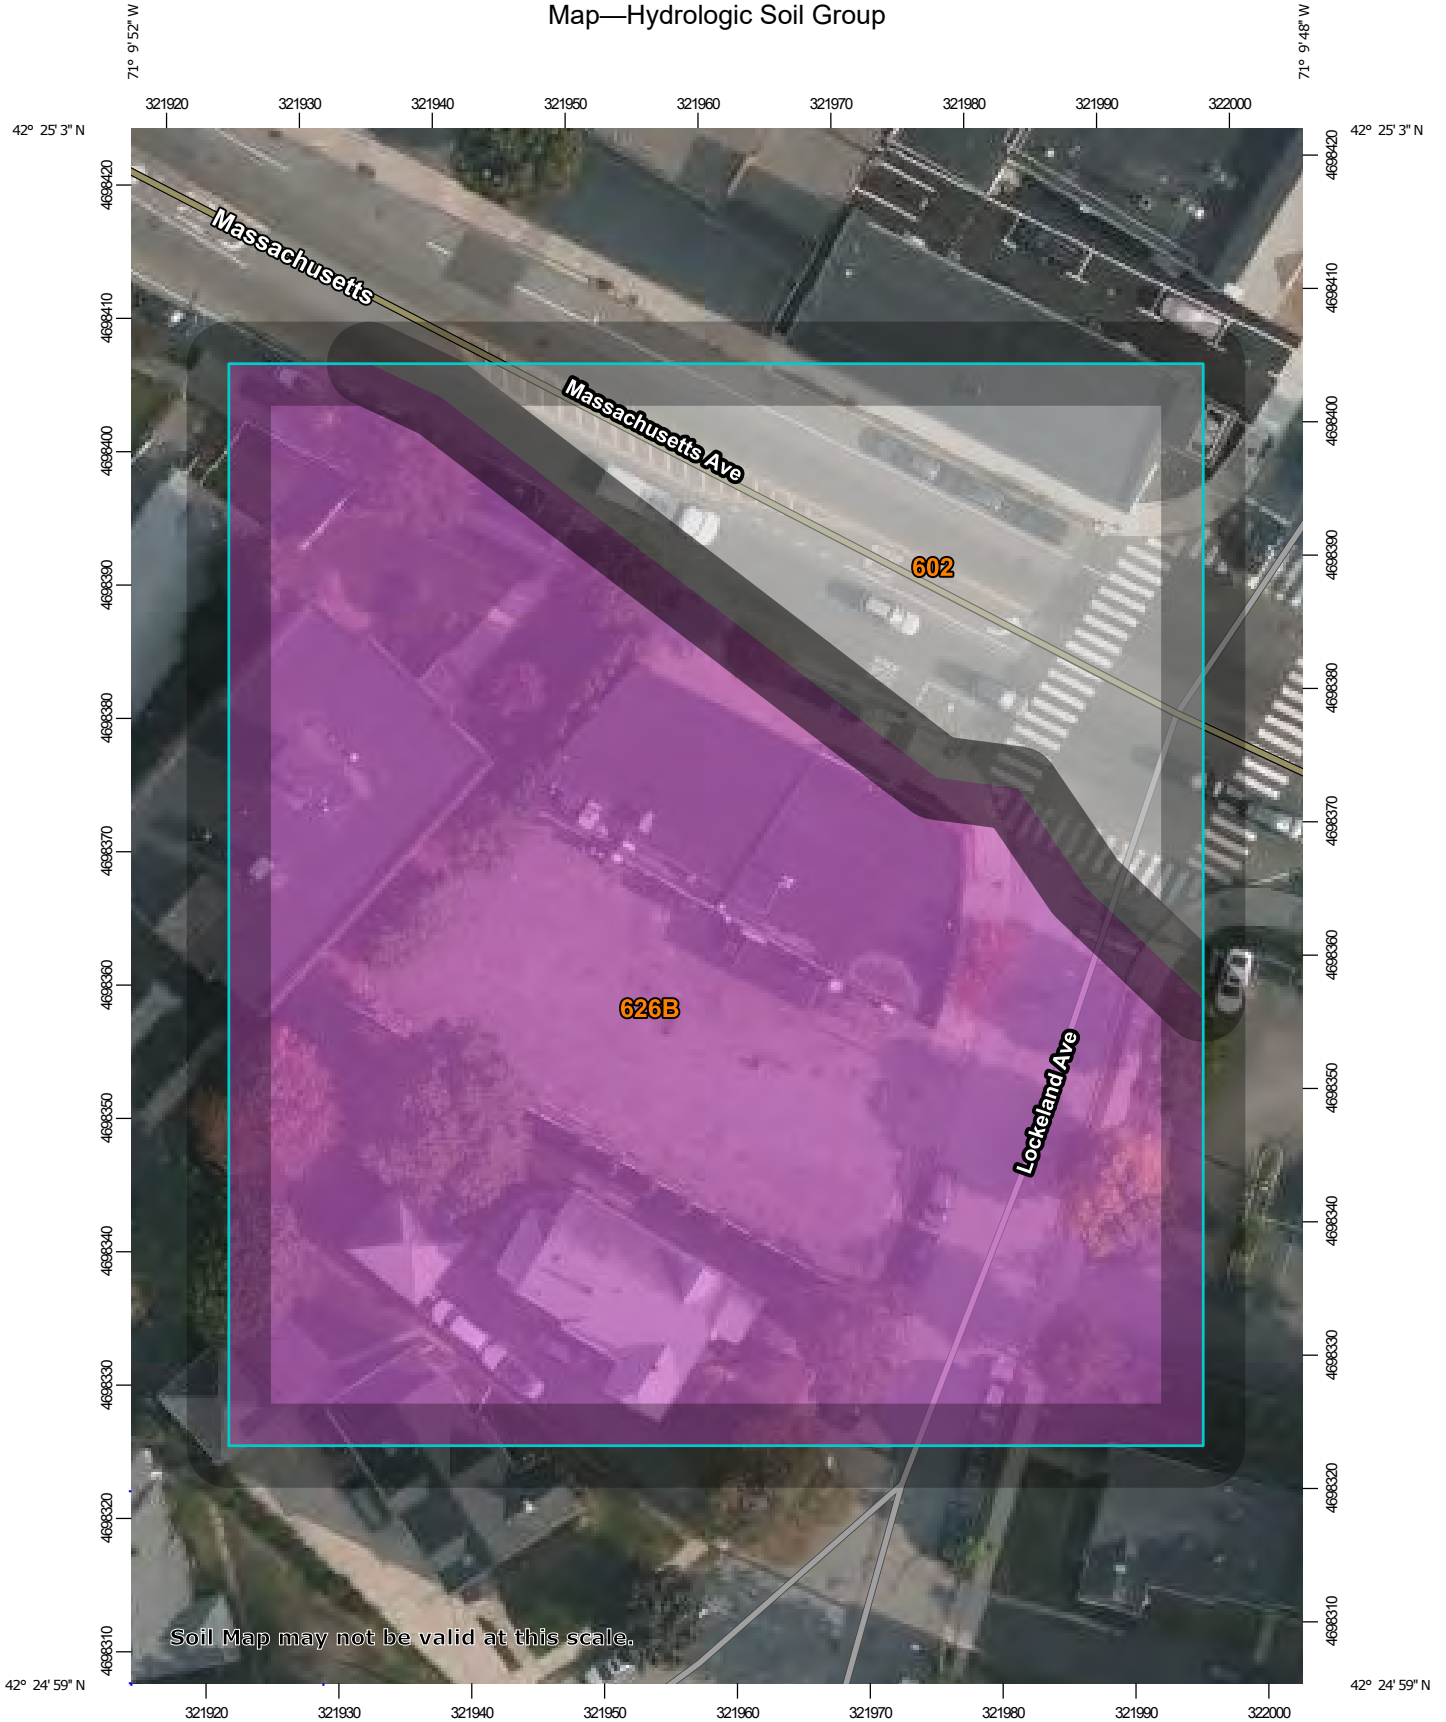 Map—Hydrologic Soil Group
71° 9' 52" W
71° 9' 48" W
321920 321930 321940 321950 321960 321970 321980 321990 322000
42° 25' 3" N
42° 25' 3" N
4698420
4698410
4698400
4698390
4698380
4698370
4698360
4698350
4698340
4698330
4698320
4698310
4698420
4698410
4698400
4698390
4698380
4698370
4698360
4698350
4698340
4698330
4698320
4698310
Massachusetts
Massachusetts Ave
602
626B
Lockeland Ave
Soil Map may not be valid at this scale.
42° 24' 59" N
42° 24' 59" N
321920 321930 321940 321950 321960 321970 321980 321990 322000